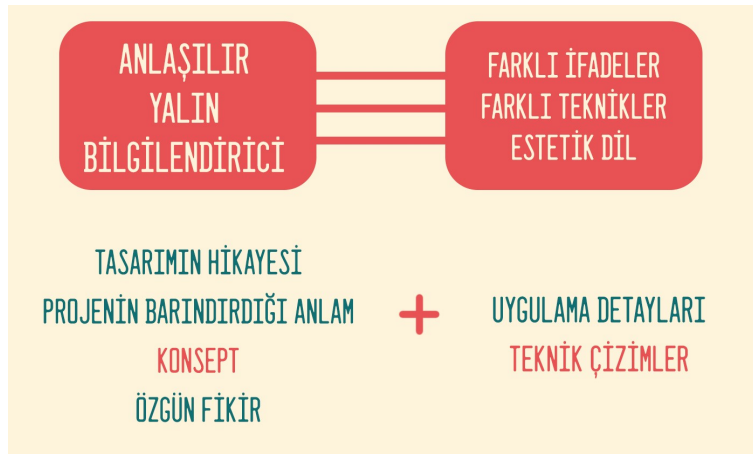 ANLAŞILIR
YALIN
BİLGİLENDİRİCİ
FARKLI İFADELER
FARKLI TEKNİKLER
ESTETİK DİL
TASARIMIN HİKAYESİ
PROJENİN BARINDIRDIĞI ANLAM
KONSEPT
ÖZGÜN FİKİR
+
UYGULAMA DETAYLARI
TEKNİK ÇİZİMLER